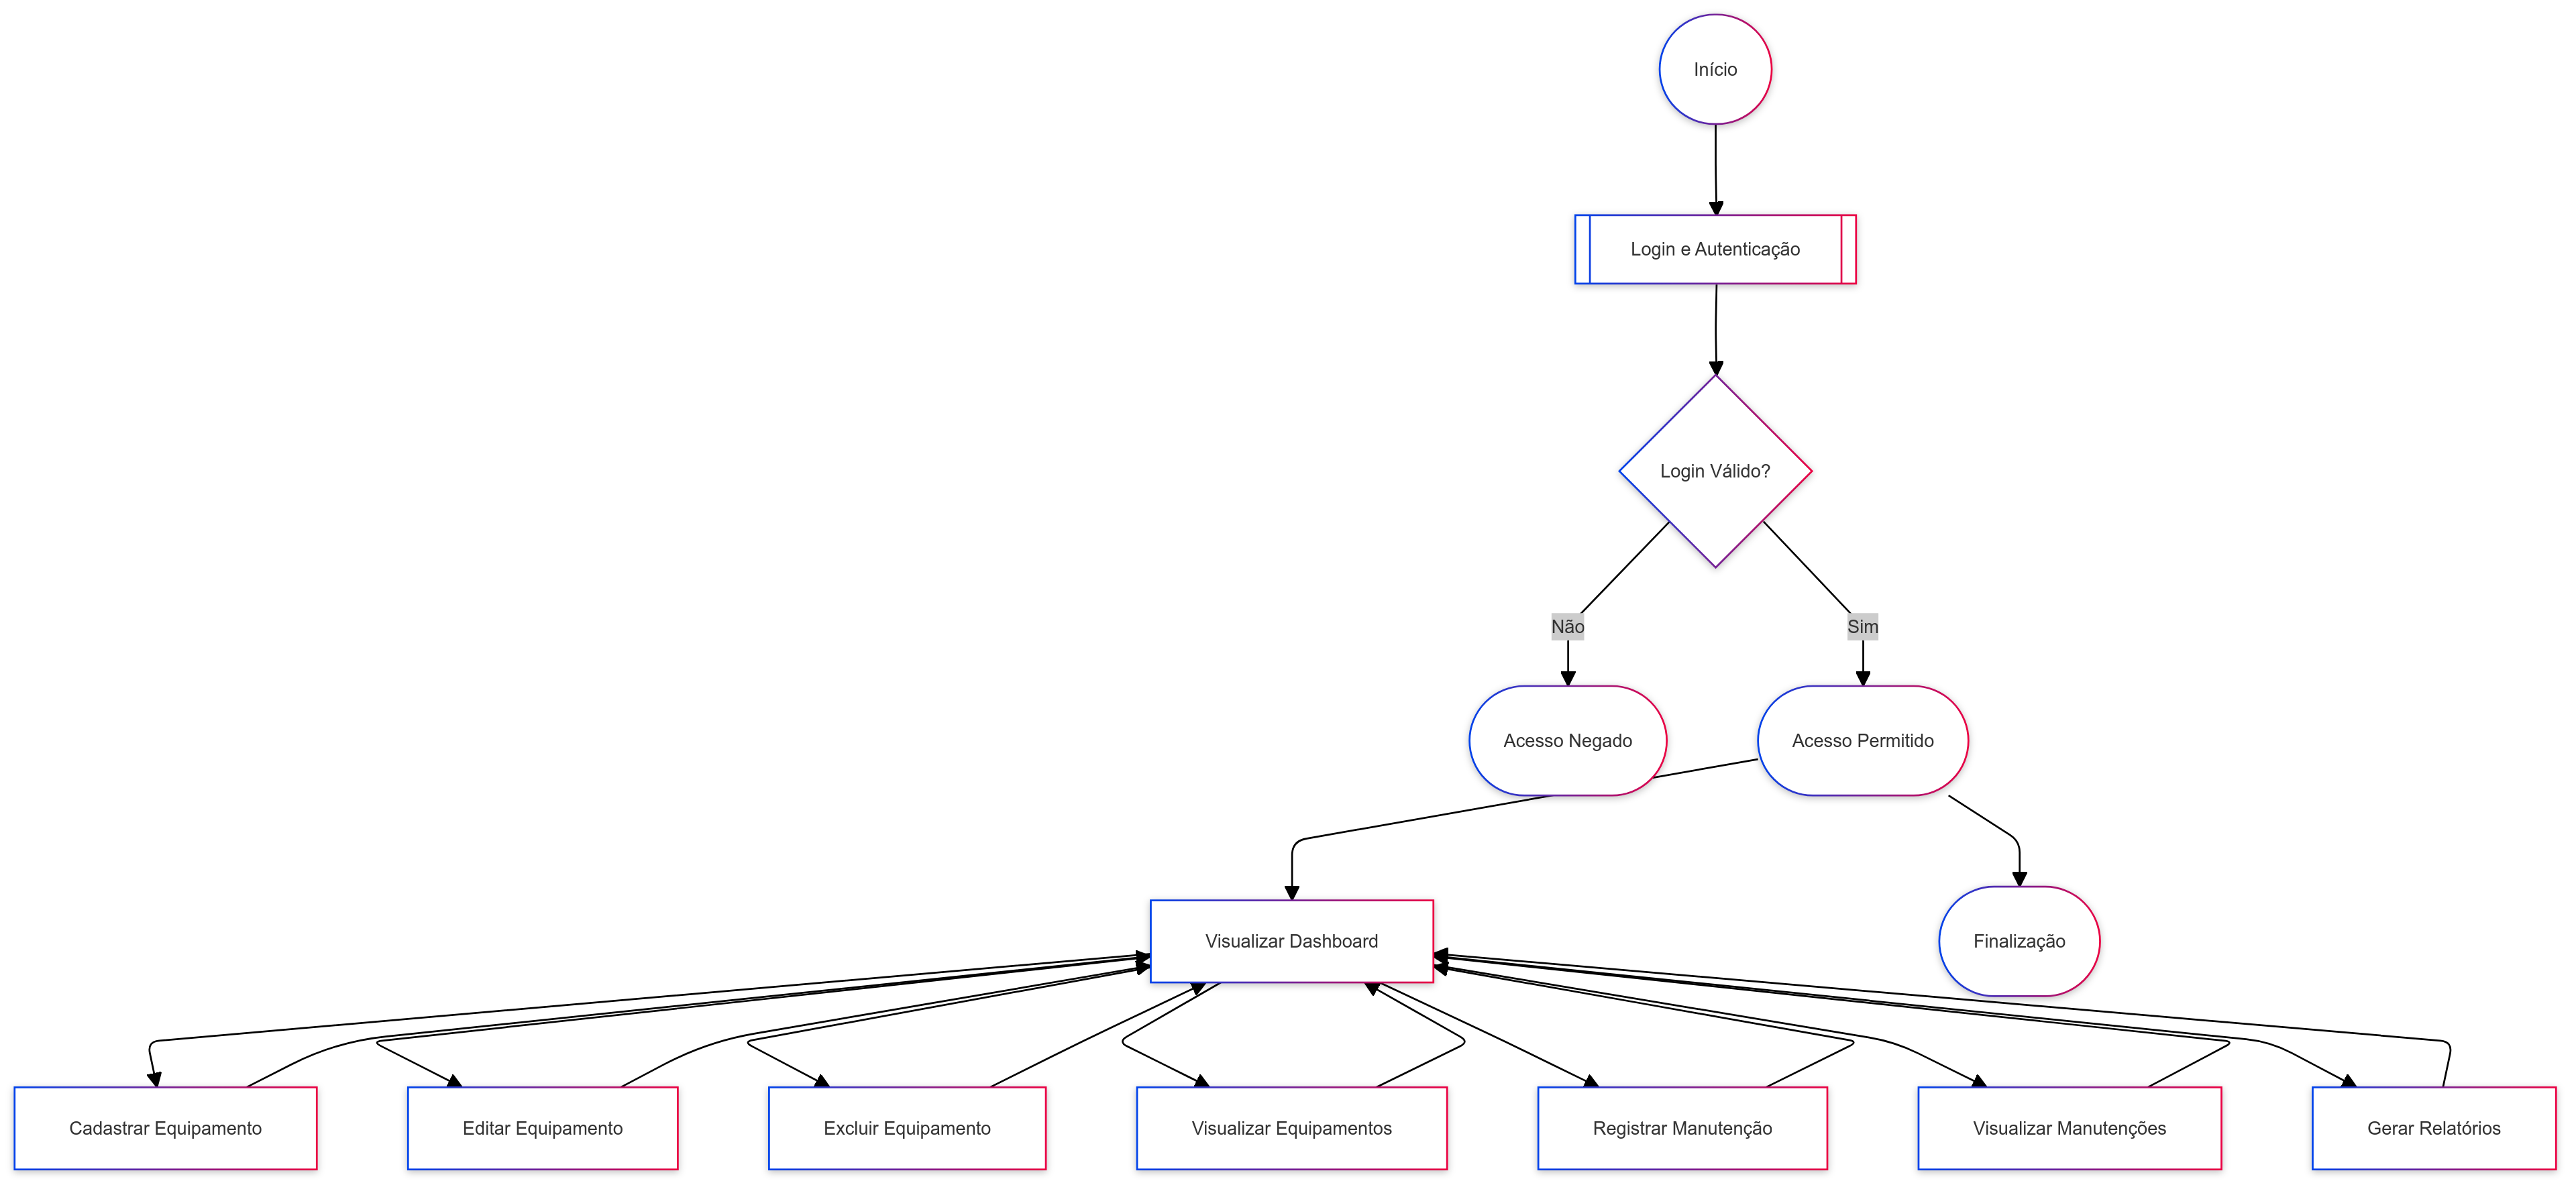 Início
Login e Autenticação
Login Válido?
Não
Sim
Acesso Negado
Acesso Permitido
Visualizar Dashboard
Finalização
Cadastrar Equipamento
Editar Equipamento
Excluir Equipamento
Visualizar Equipamentos
Registrar Manutenção
Visualizar Manutenções
Gerar Relatórios